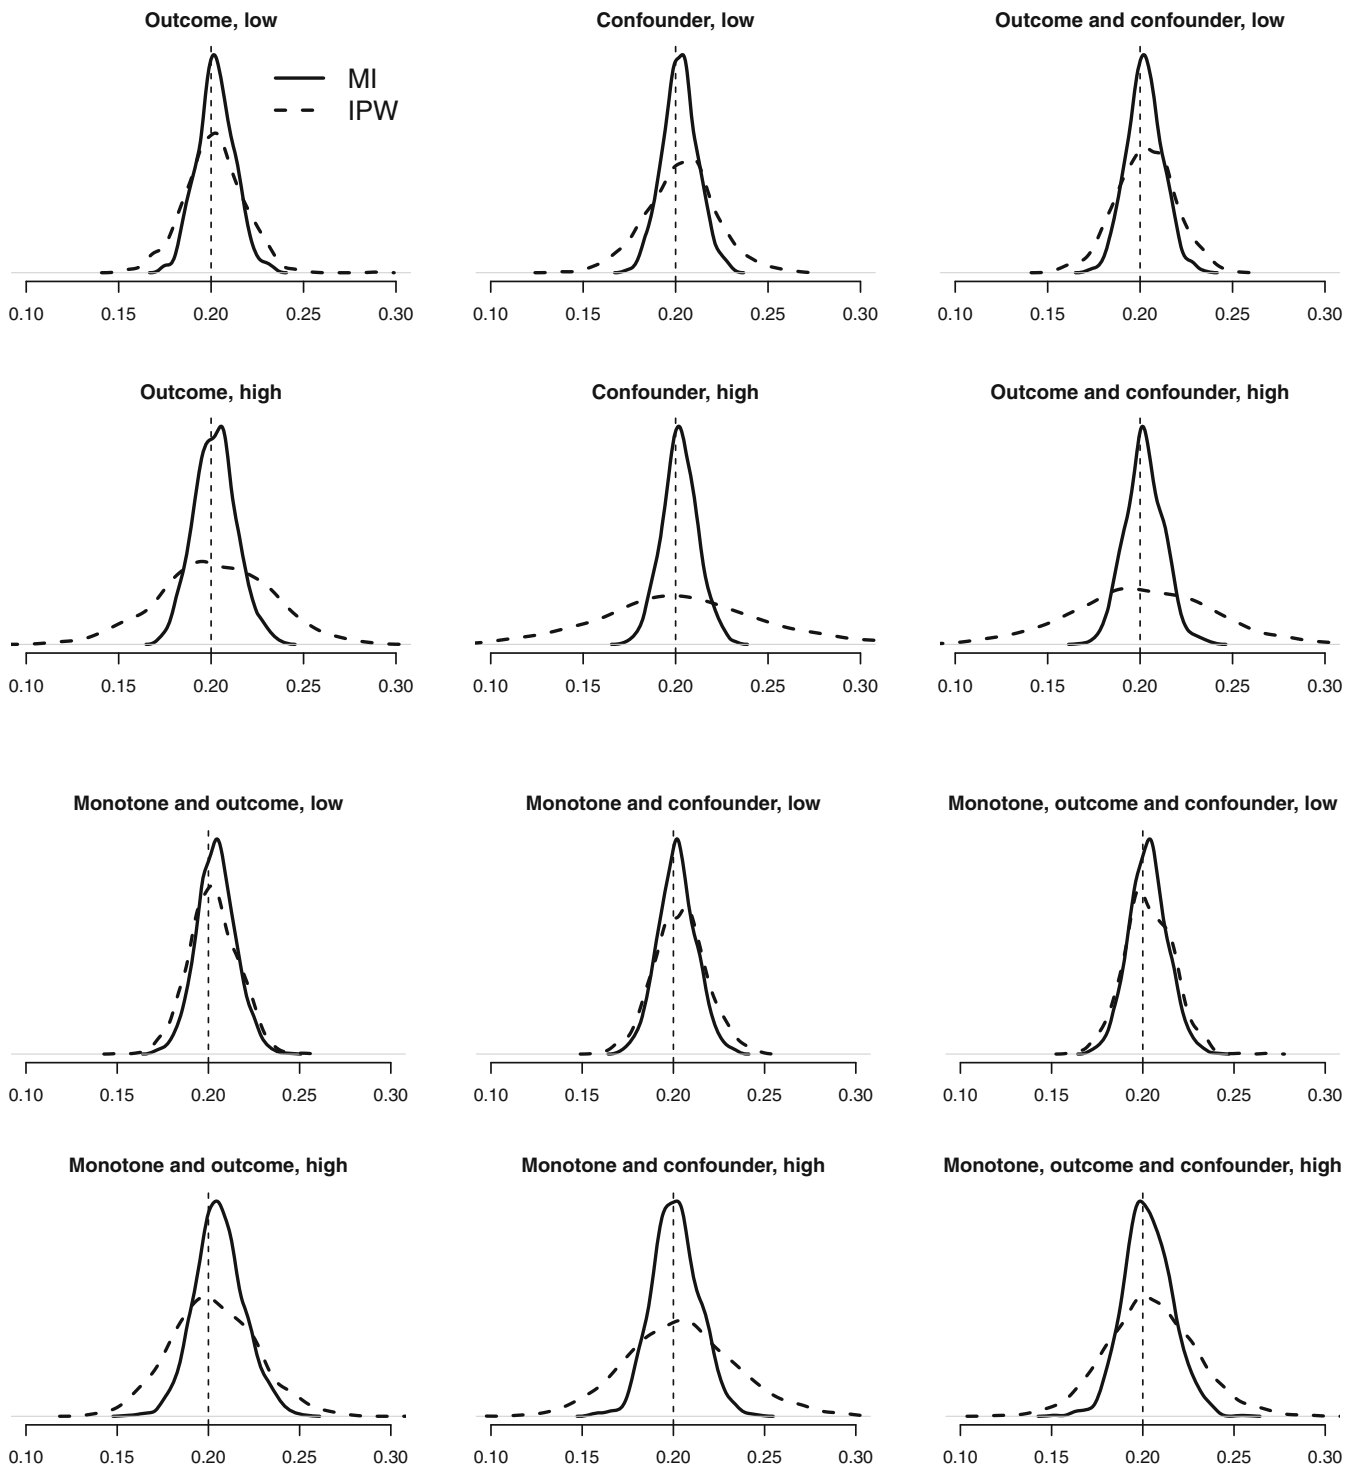 Outcome, low
Confounder, low
Outcome and confounder, low
MI
IPW
0.10 0.15 0.20 0.25 0.30
0.10 0.15 0.20 0.25 0.30
0.10 0.15 0.20 0.25 0.30
Outcome, high
Confounder, high
Outcome and confounder, high
0.10 0.15 0.20 0.25 0.30
0.10 0.15 0.20 0.25 0.30
0.10 0.15 0.20 0.25 0.30
Monotone and outcome, low
Monotone and confounder, low
Monotone, outcome and confounder, low
0.10 0.15 0.20 0.25 0.30
0.10 0.15 0.20 0.25 0.30
0.10 0.15 0.20 0.25 0.30
Monotone and outcome, high
Monotone and confounder, high
Monotone, outcome and confounder, high
0.10 0.15 0.20 0.25 0.30
0.10 0.15 0.20 0.25 0.30
0.10 0.15 0.20 0.25 0.30